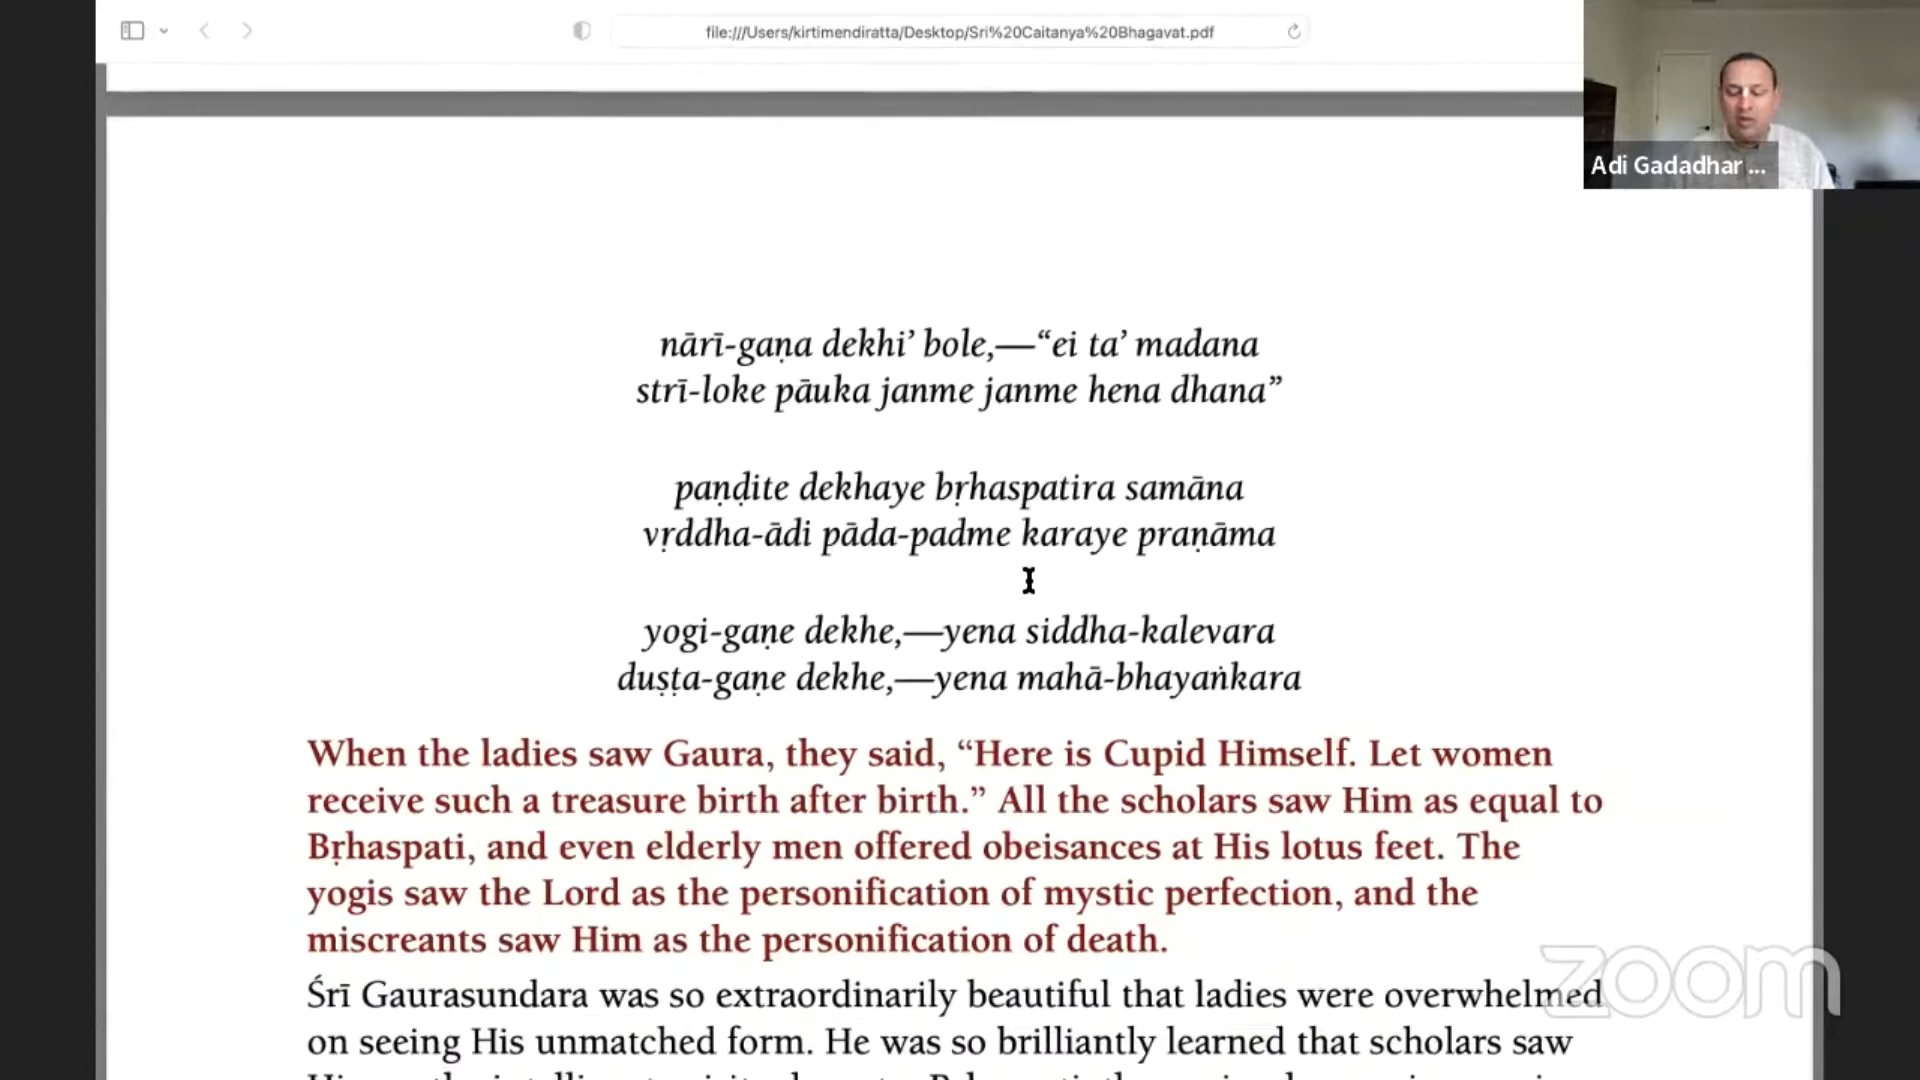 file:///Users/kirtimendiratta/Desktop/Sri%20Caitanya%20Bhagavat.pdf
Adi Gadadhar ...
nārī-gaṇa dekhi’ bole,—“ei ta’ madana
strī-loke pāuka janme janme hena dhana”
paṇḍite dekhaye bṛhaspatira samāna
vṛddha-ādi pāda-padme karaye praṇāma
yogi-gaṇe dekhe,—yena siddha-kalevara
duṣṭa-gaṇe dekhe,—yena mahā-bhayaṅkara
When the ladies saw Gaura, they said, “Here is Cupid Himself. Let women
receive such a treasure birth after birth.” All the scholars saw Him as equal to
Bṛhaspati, and even elderly men offered obeisances at His lotus feet. The
yogis saw the Lord as the personification of mystic perfection, and the
miscreants saw Him as the personification of death.
Śrī Gaurasundara was so extraordinarily beautiful that ladies were overwhelmed
on seeing His unmatched form. He was so brilliantly learned that scholars saw
zoom